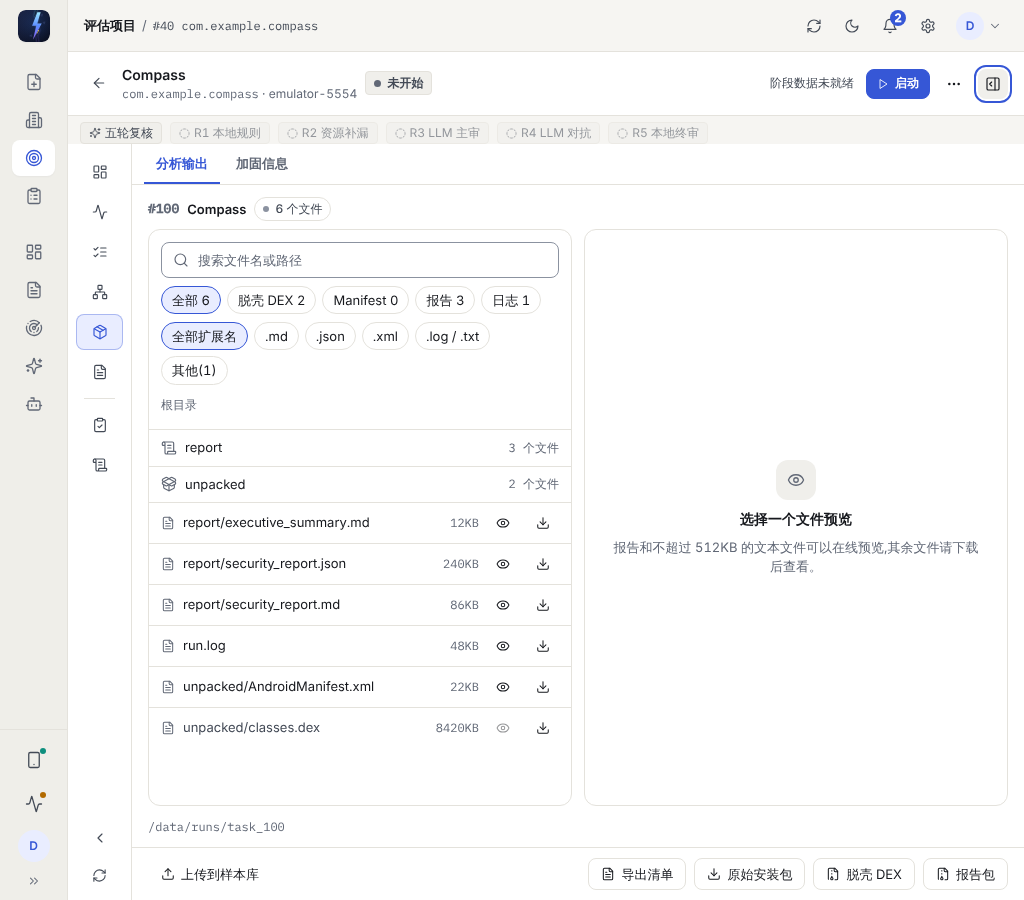 评估项目 / #40 com.example.compass
2
D
Compass
com.example.compass · emulator-5554
未开始
阶段数据未就绪
启动
五轮复核
R1 本地规则
R2 资源补漏
R3 LLM 主审
R4 LLM 对抗
R5 本地终审
分析输出
加固信息
#100 Compass
6 个文件
搜索文件名或路径
全部 6
脱壳 DEX 2
Manifest 0
报告 3
日志 1
全部扩展名
.md
.json
.xml
.log / .txt
其他(1)
根目录
report 3 个文件
unpacked 2 个文件
report/executive_summary.md 12KB
report/security_report.json 240KB
report/security_report.md 86KB
run.log 48KB
unpacked/AndroidManifest.xml 22KB
unpacked/classes.dex 8420KB
选择一个文件预览
报告和不超过 512KB 的文本文件可以在线预览,其余文件请下载
后查看。
/data/runs/task_100
D
上传到样本库
导出清单
原始安装包
脱壳 DEX
报告包